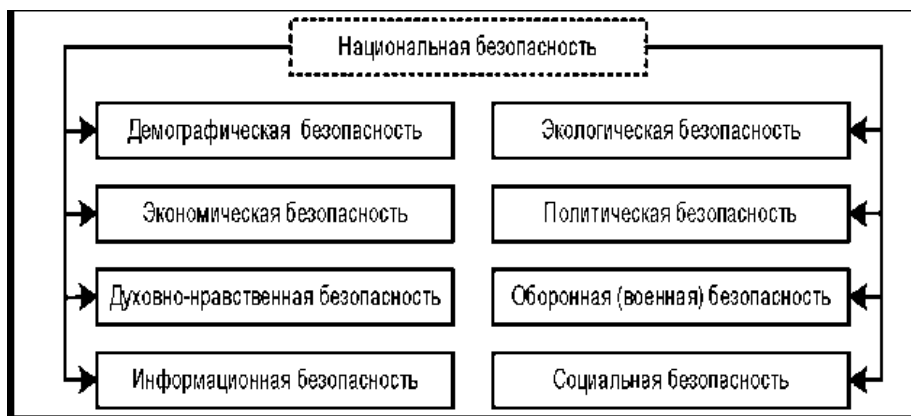 Национальная безопасность
Демографическая безопасность
Экологическая безопасность
Экономическая безопасность
Политическая безопасность
Духовно-нравственная безопасность
Оборонная (военная) безопасность
Информационная безопасность
Социальная безопасность